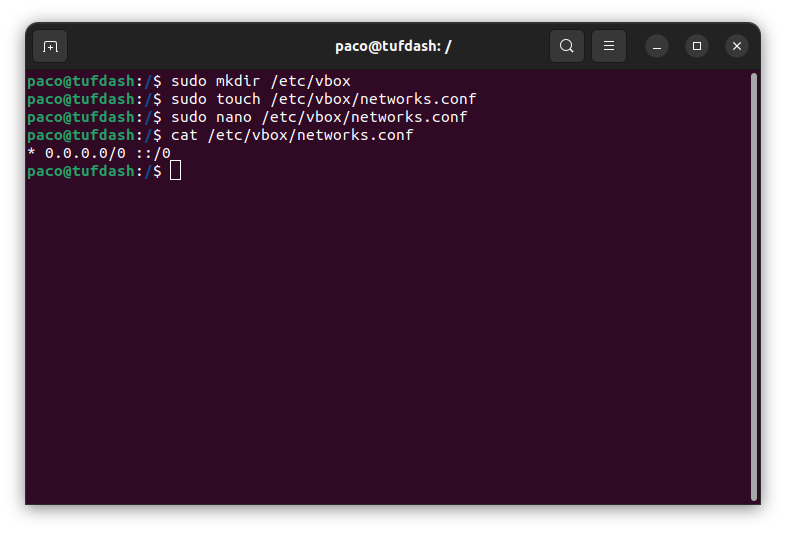 paco@tufdash: /
paco@tufdash:/$ sudo mkdir /etc/vbox
paco@tufdash:/$ sudo touch /etc/vbox/networks.conf
paco@tufdash:/$ sudo nano /etc/vbox/networks.conf
paco@tufdash:/$ cat /etc/vbox/networks.conf
* 0.0.0.0/0 ::/0
paco@tufdash:/$